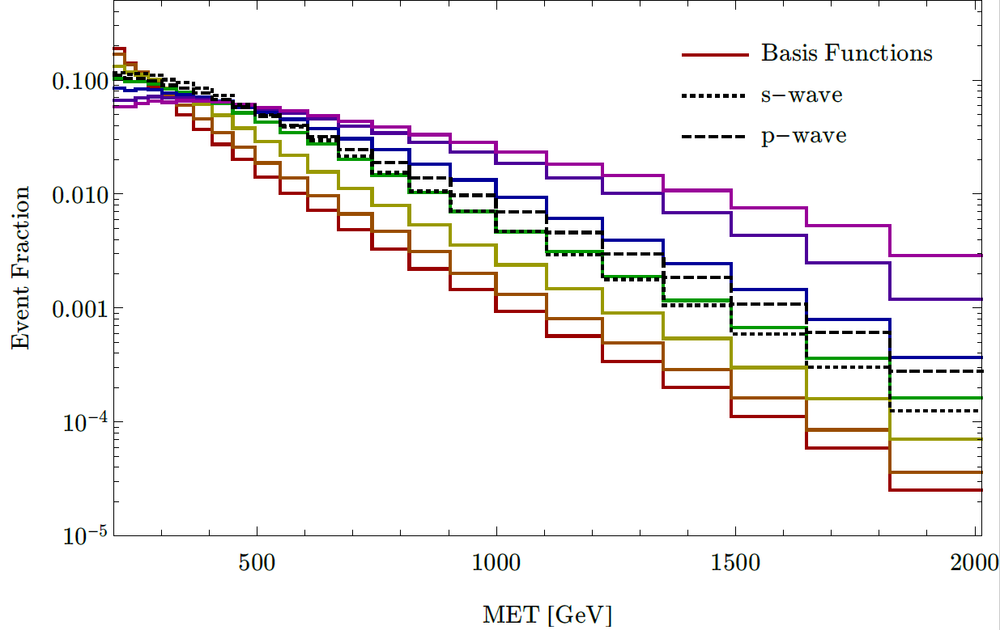 Basis Functions
s-wave
p-wave
0.100
0.010
0.001
10⁻⁴
10⁻⁵
Event Fraction
500 1000 1500 2000
MET [GeV]